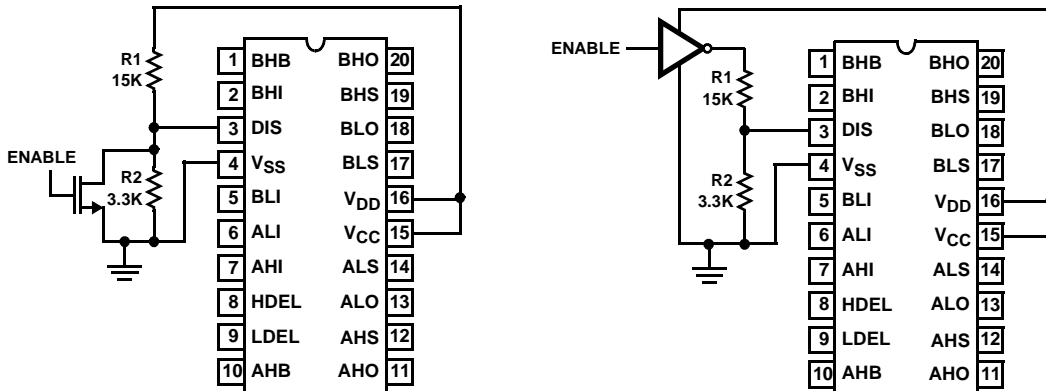 ENABLE
R1
15K
R2
3.3K
1 BHB BHO 20
2 BHI BHS 19
3 DIS BLO 18
4 VSS BLS 17
5 BLI VDD 16
6 ALI VCC 15
7 AHI ALS 14
8 HDEL ALO 13
9 LDEL AHS 12
10 AHB AHO 11
ENABLE
R1
15K
R2
3.3K
1 BHB BHO 20
2 BHI BHS 19
3 DIS BLO 18
4 VSS BLS 17
5 BLI VDD 16
6 ALI VCC 15
7 AHI ALS 14
8 HDEL ALO 13
9 LDEL AHS 12
10 AHB AHO 11